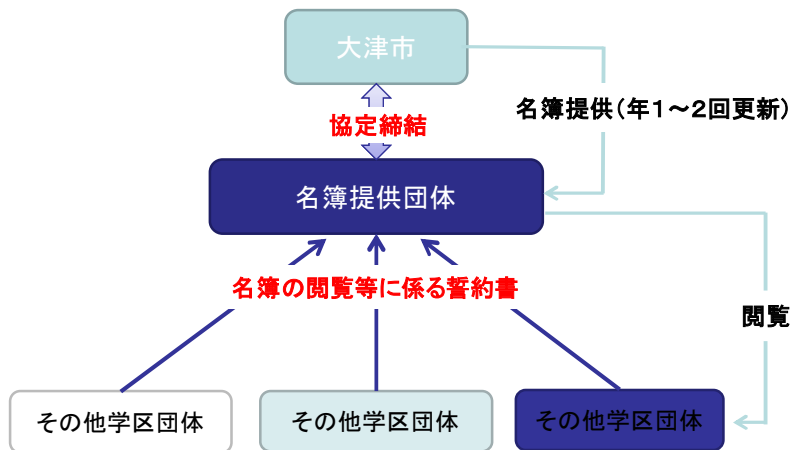 大津市
名簿提供（年１～２回更新）
協定締結
名簿提供団体
名簿の閲覧等に係る誓約書
閲覧
その他学区団体
その他学区団体
その他学区団体